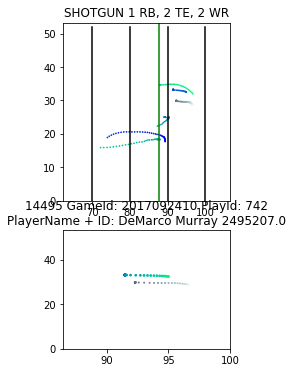 SHOTGUN 1 RB, 2 TE, 2 WR
50
40
30
20
10
0
70 80 90 100
14495 GameId: 2017092410 PlayId: 742
PlayerName + ID: DeMarco Murray 2495207.0
40
20
0
90 95 100